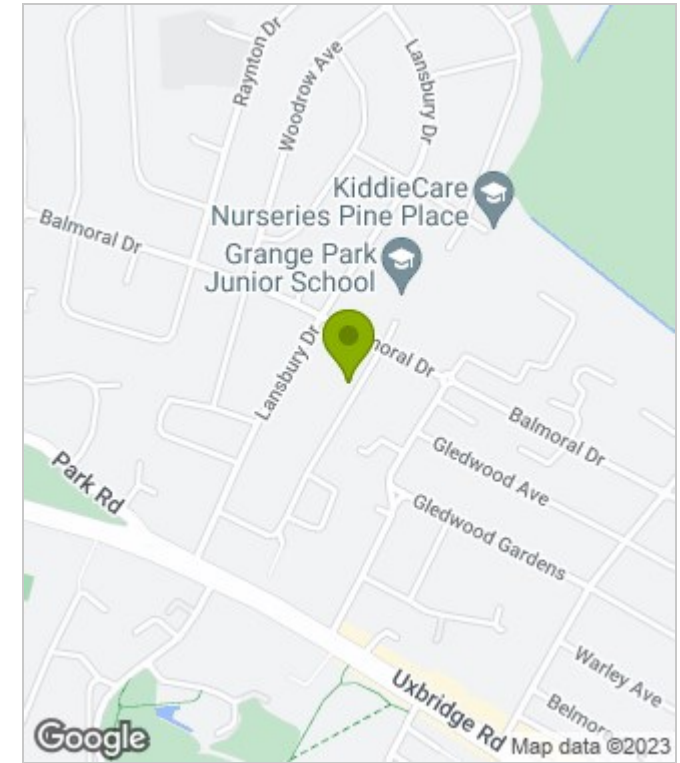 Raynton Dr
Woodrow Ave
Lansbury Dr
KiddieCare
Nurseries Pine Place
Balmoral Dr
Grange Park
Junior School
Lansbury Dr
moral Dr
Balmoral Dr
Gledwood Ave
Park Rd
Gledwood Gardens
Warley Ave
Uxbridge Rd
Belmo
Google
Map data ©2023